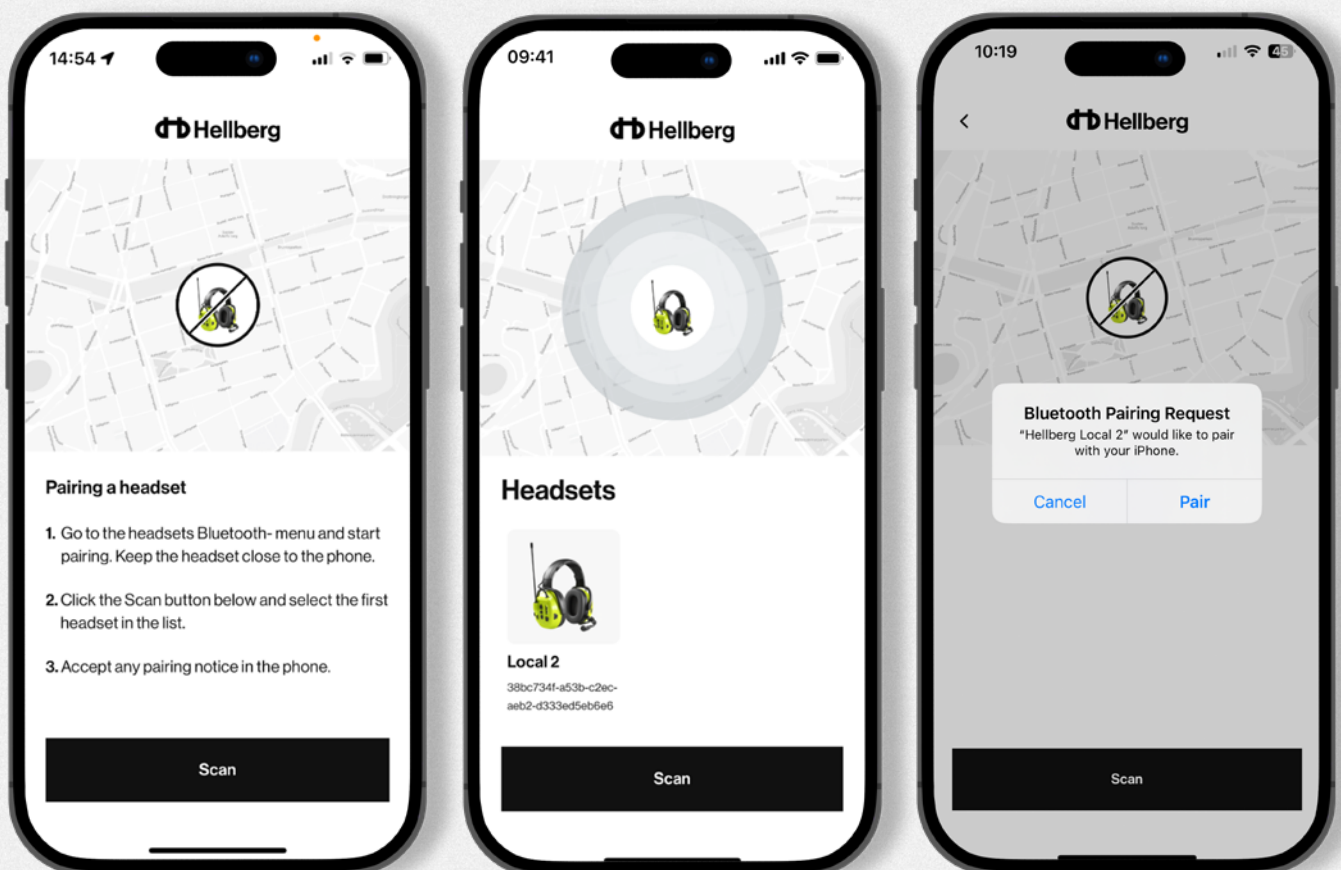 14:54
Hellberg
Pairing a headset
1. Go to the headsets Bluetooth- menu and start
pairing. Keep the headset close to the phone.
2. Click the Scan button below and select the first
headset in the list.
3. Accept any pairing notice in the phone.
Scan
09:41
Hellberg
Headsets
Local 2
38bc734f-a53b-c2ec-
aeb2-d333ed5eb6e6
Scan
10:19
45
Hellberg
Bluetooth Pairing Request
"Hellberg Local 2" would like to pair
with your iPhone.
Cancel
Pair
Scan